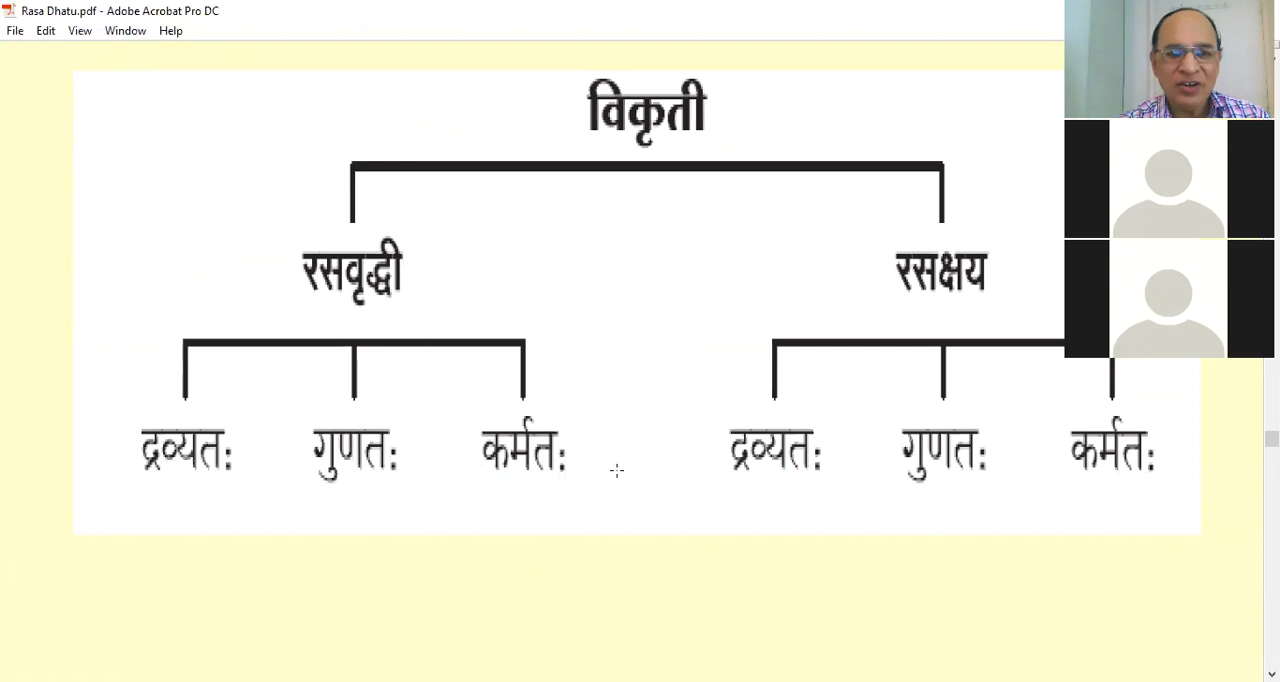 Rasa Dhatu.pdf - Adobe Acrobat Pro DC
File Edit View Window Help
विकृती
रसवृद्धी रसक्षय
द्रव्यतः गुणतः कर्मतः द्रव्यतः गुणतः कर्मतः